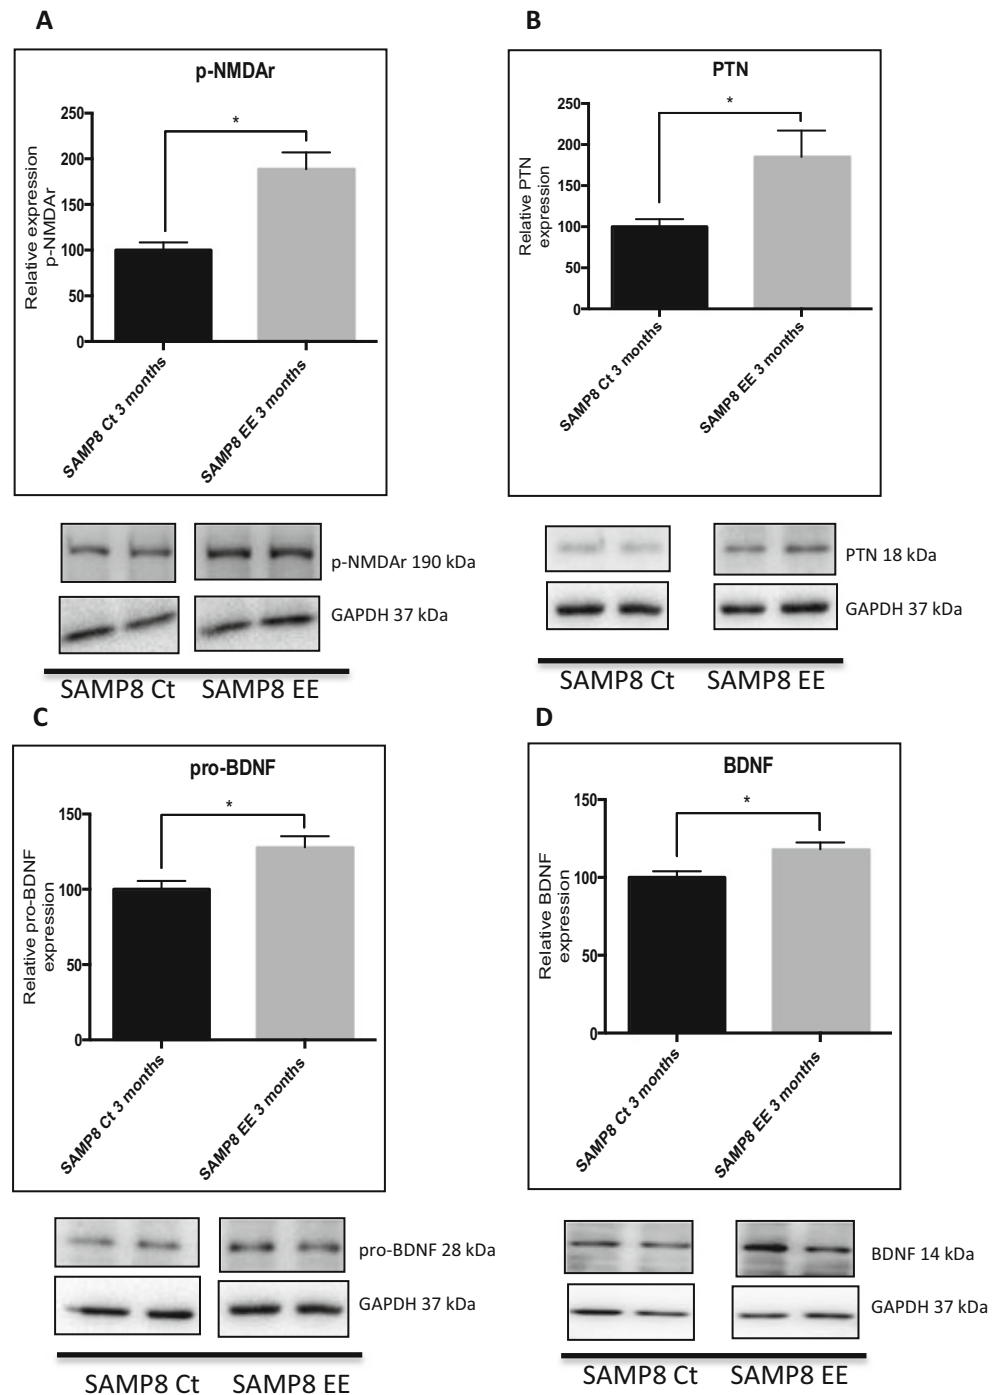 A
p-NMDAr
*
250
200
150
100
50
0
Relative expression
p-NMDAr
SAMP8 Ct 3 months
SAMP8 EE 3 months
p-NMDAr 190 kDa
GAPDH 37 kDa
SAMP8 Ct SAMP8 EE
B
PTN
*
250
200
150
100
50
0
Relative PTN
expression
SAMP8 Ct 3 months
SAMP8 EE 3 months
PTN 18 kDa
GAPDH 37 kDa
SAMP8 Ct SAMP8 EE
C
pro-BDNF
*
150
100
50
0
Relative pro-BDNF
expression
SAMP8 Ct 3 months
SAMP8 EE 3 months
pro-BDNF 28 kDa
GAPDH 37 kDa
SAMP8 Ct SAMP8 EE
D
BDNF
*
150
100
50
0
Relative BDNF
expression
SAMP8 Ct 3 months
SAMP8 EE 3 months
BDNF 14 kDa
GAPDH 37 kDa
SAMP8 Ct SAMP8 EE